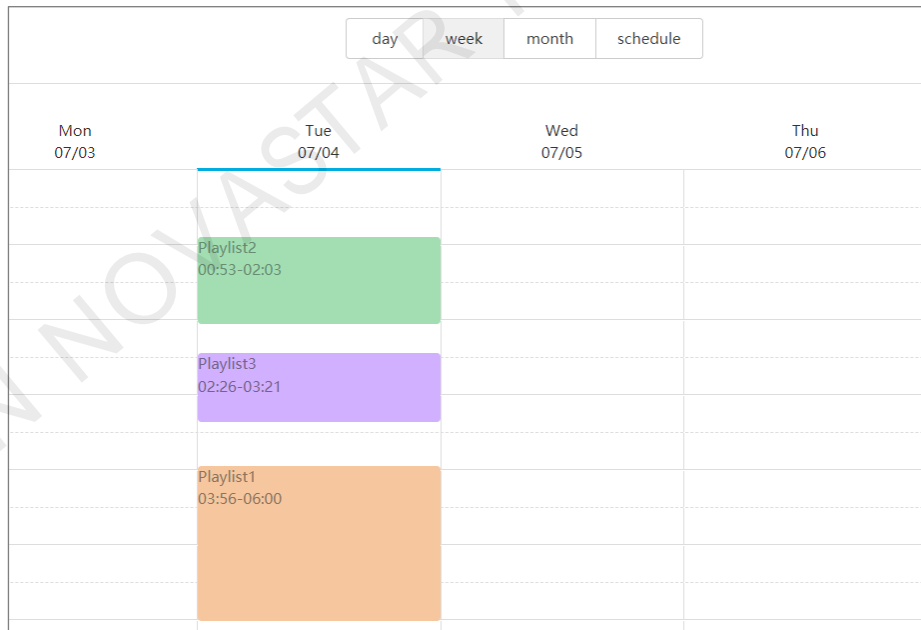 day week month schedule
Mon Tue Wed Thu
07/03 07/04 07/05 07/06
Playlist2
00:53-02:03
Playlist3
02:26-03:21
Playlist1
03:56-06:00
NOVASTAR